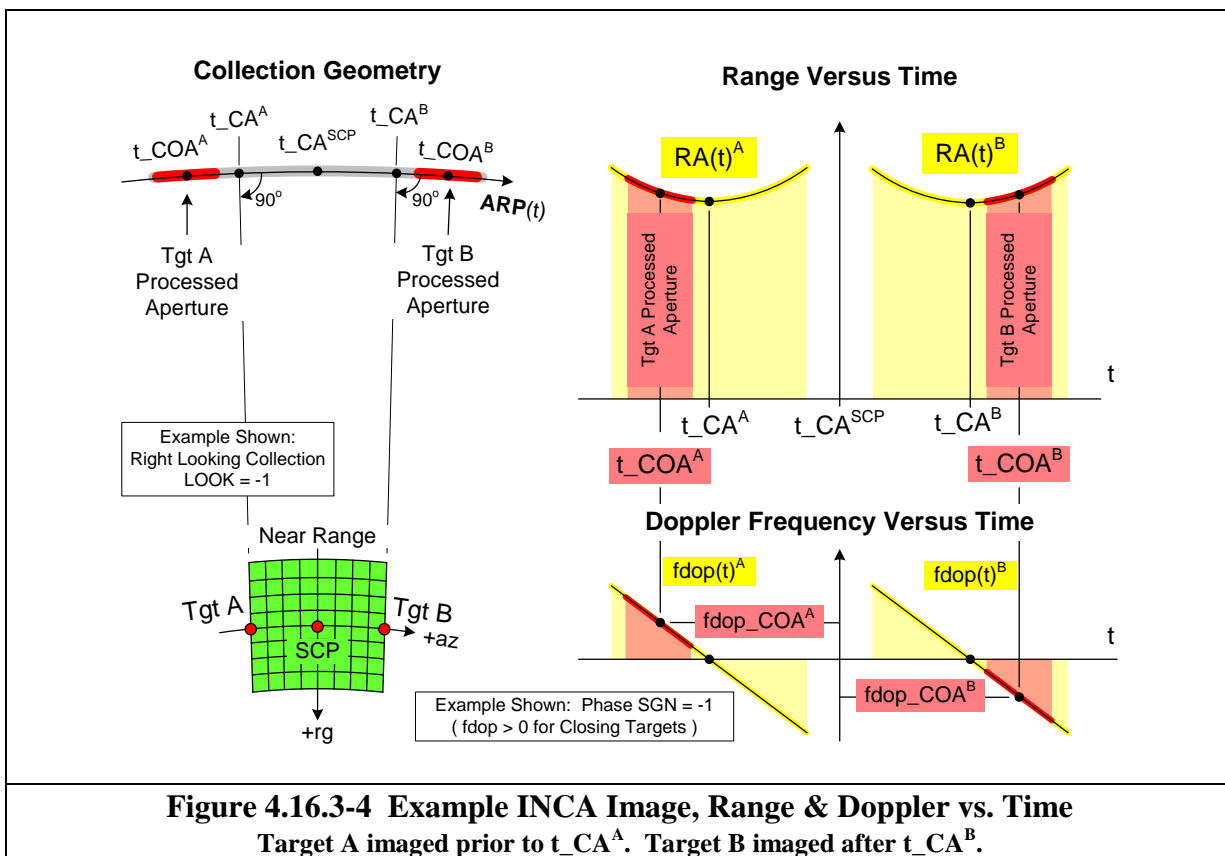 Collection Geometry
t_CA^A
t_CA^B
t_COA^A
t_CA^SCP
t_COA^B
90°
90°
ARP(t)
Tgt A
Processed
Aperture
Tgt B
Processed
Aperture
Example Shown:
Right Looking Collection
LOOK = -1
Near Range
Tgt A
Tgt B
SCP
+az
+rg
Range Versus Time
RA(t)^A
RA(t)^B
Tgt A Processed
Aperture
Tgt B Processed
Aperture
t
t_CA^A
t_CA^SCP
t_CA^B
t_COA^A
t_COA^B
Doppler Frequency Versus Time
fdop(t)^A
fdop(t)^B
fdop_COA^A
t
fdop_COA^B
Example Shown: Phase SGN = -1
( fdop > 0 for Closing Targets )
Figure 4.16.3-4 Example INCA Image, Range & Doppler vs. Time
Target A imaged prior to t_CA^A. Target B imaged after t_CA^B.